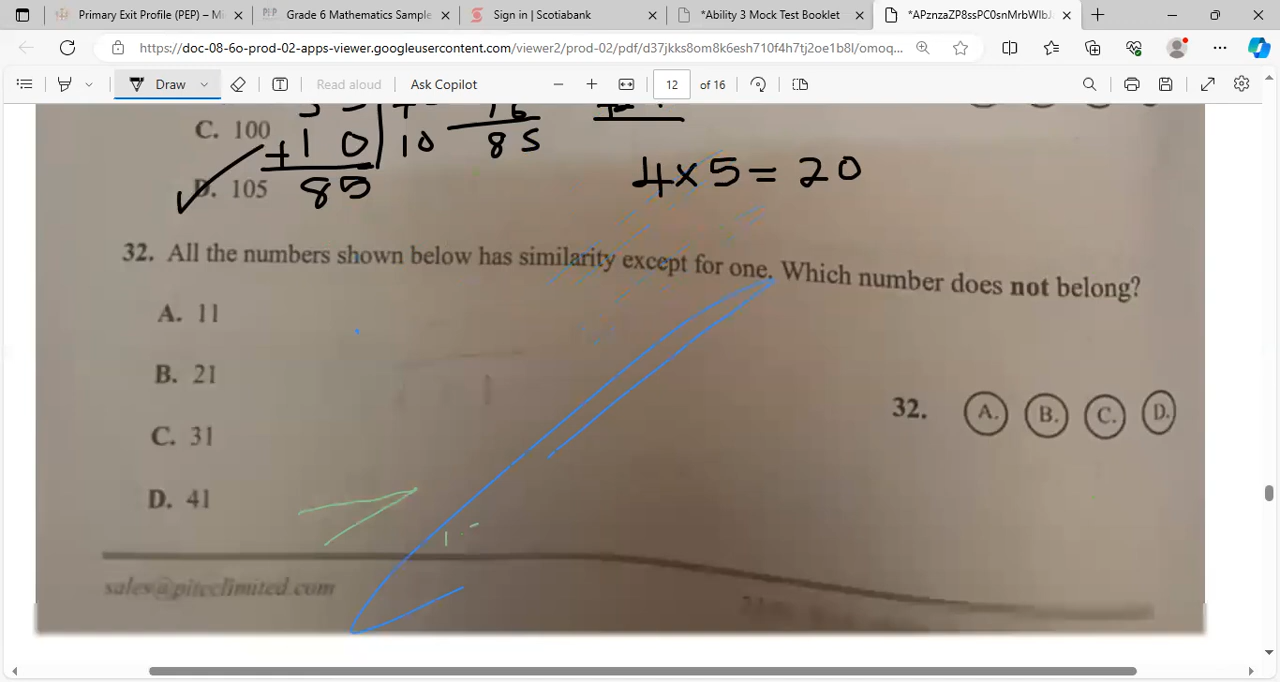 Primary Exit Profile (PEP) – Mi
Grade 6 Mathematics Sample
Sign in | Scotiabank
*Ability 3 Mock Test Booklet
*APznzaZP8ssPC0snMrbWIbJ
https://doc-08-6o-prod-02-apps-viewer.googleusercontent.com/viewer2/prod-02/pdf/d37jkks8om8k6esh710f4h7tj2oe1b8l/omoq...
Draw
Read aloud
Ask Copilot
12 of 16
C. 100
+10
10
85
D. 105
85
4×5=20
32. All the numbers shown below has similarity except for one. Which number does not belong?
A. 11
B. 21
C. 31
D. 41
32. A. B. C. D.
sales@piteclimited.com